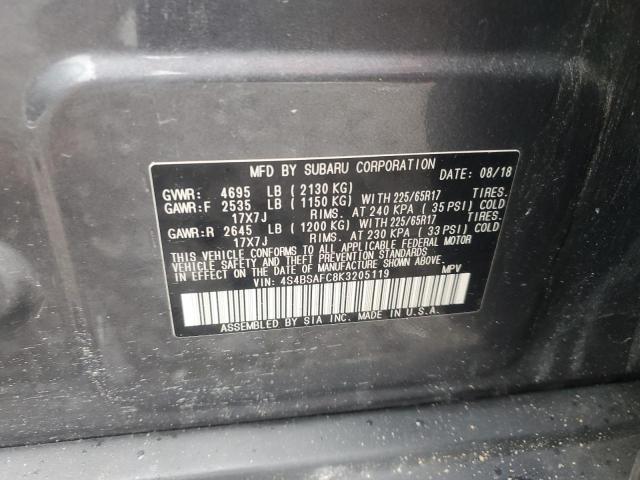 MFD BY SUBARU CORPORATION DATE: 08/18
GVWR: 4695 LB (2130 KG)
GAWR:F 2535 LB (1150 KG) WITH 225/65R17 TIRES.
17X7J RIMS. AT 240 KPA (35 PSI) COLD
GAWR:R 2645 LB (1200 KG) WITH 225/65R17 TIRES.
17X7J RIMS. AT 230 KPA (33 PSI) COLD
THIS VEHICLE CONFORMS TO ALL APPLICABLE FEDERAL MOTOR
VEHICLE SAFETY AND THEFT PREVENTION STANDARDS
IN EFFECT ON THE DATE OF MANUFACTURE SHOWN ABOVE.
VIN: 4S4BSAFC8K3205119 MPV
ASSEMBLED BY SIA INC. MADE IN U.S.A.